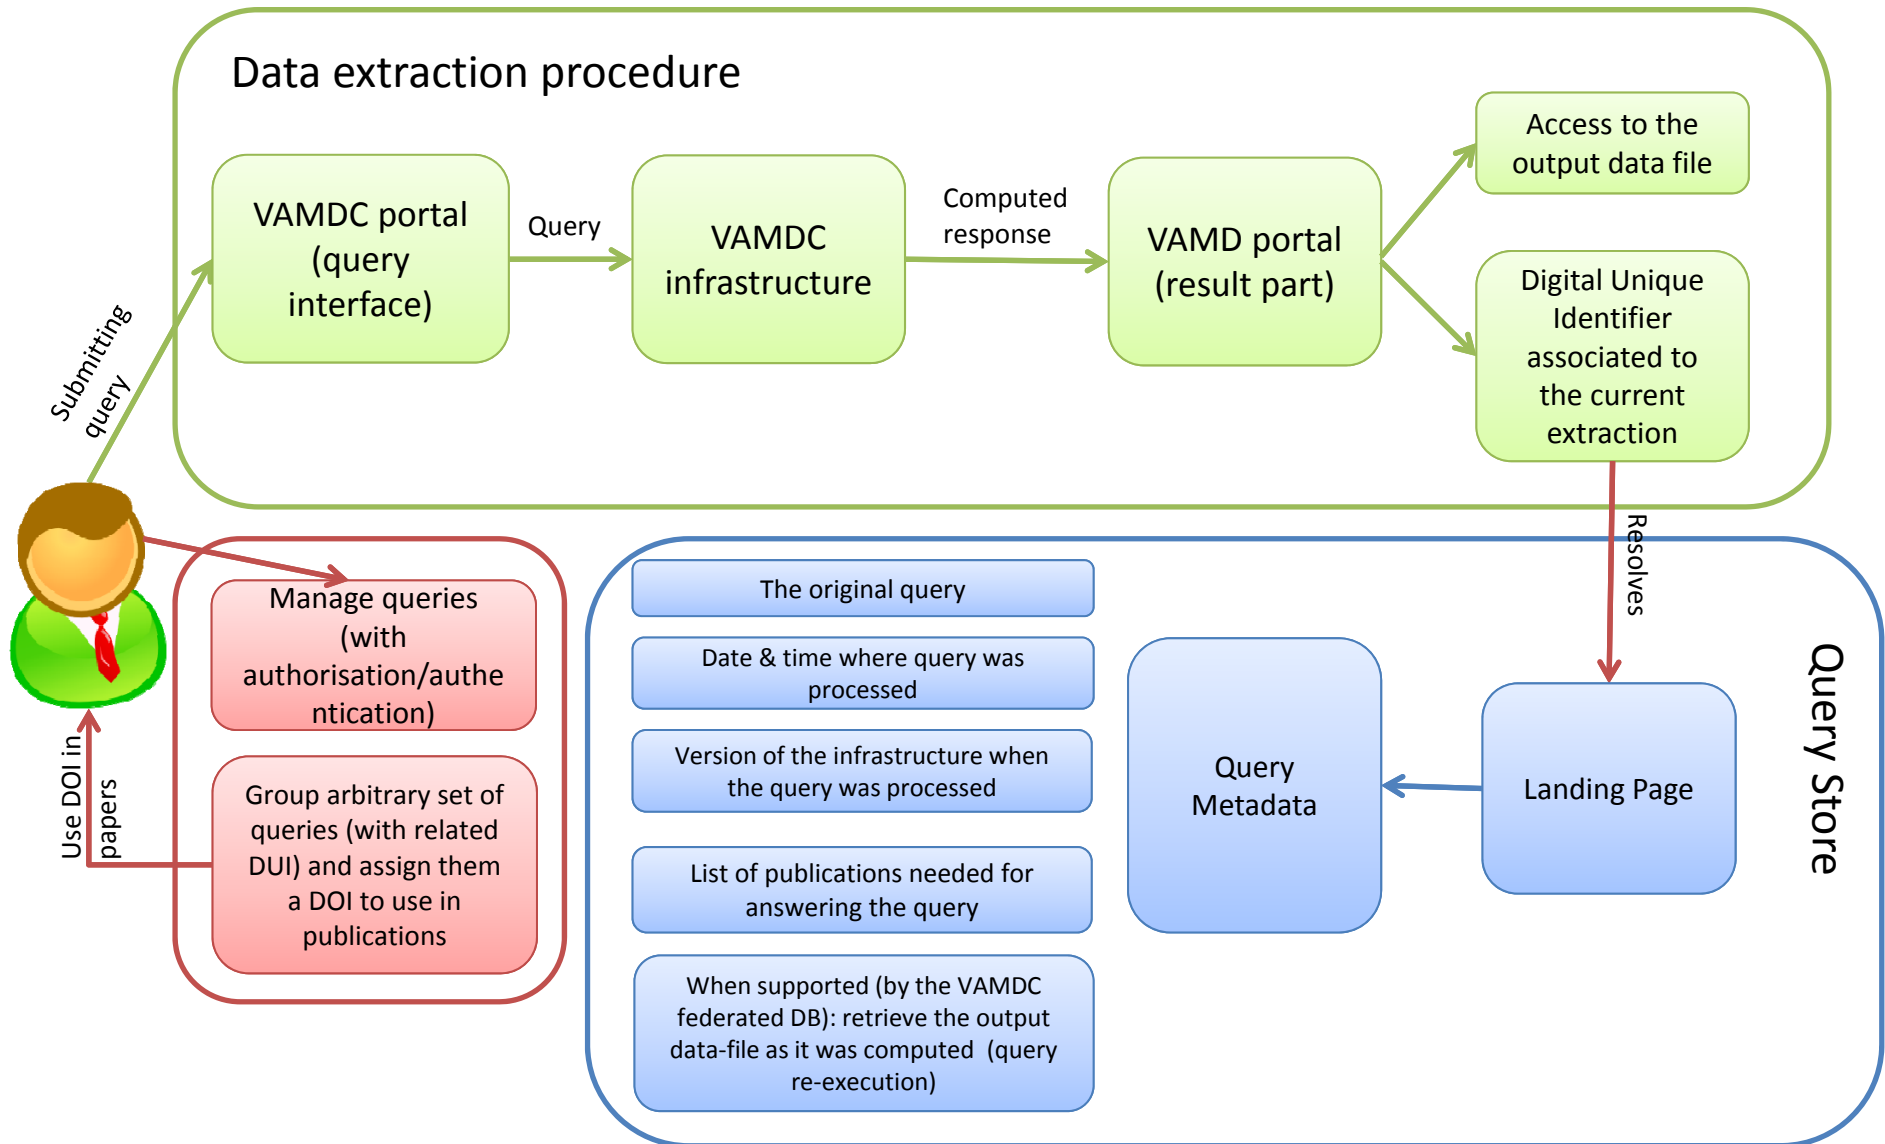 Data extraction procedure
Submitting
query
VAMDC portal
(query
interface)
Query
VAMDC
infrastructure
Computed
response
VAMD portal
(result part)
Access to the
output data file
Digital Unique
Identifier
associated to
the current
extraction
Resolves
Manage queries
(with
authorisation/authe
ntication)
Group arbitrary set of
queries (with related
DUI) and assign them
a DOI to use in
publications
Use DOI in
papers
The original query
Date & time where query was
processed
Version of the infrastructure when
the query was processed
List of publications needed for
answering the query
When supported (by the VAMDC
federated DB): retrieve the output
data-file as it was computed  (query
re-execution)
Query
Metadata
Landing Page
Query Store